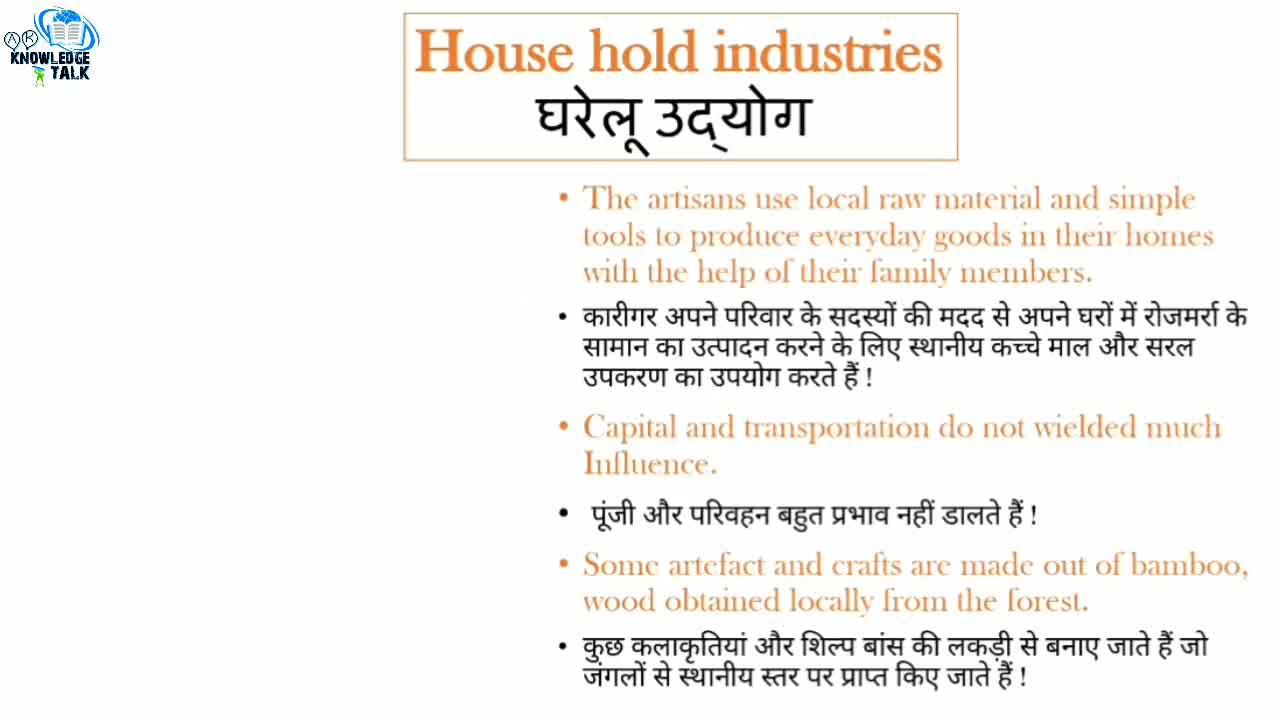 AK
KNOWLEDGE
TALK
House hold industries
घरेलू उद्‌योग
• The artisans use local raw material and simple
tools to produce everyday goods in their homes
with the help of their family members.
• कारीगर अपने परिवार के सदस्यों की मदद से अपने घरों में रोजमर्रा के
सामान का उत्पादन करने के लिए स्थानीय कच्चे माल और सरल
उपकरण का उपयोग करते हैं !
• Capital and transportation do not wielded much
Influence.
• पूंजी और परिवहन बहुत प्रभाव नहीं डालते हैं !
• Some artefact and crafts are made out of bamboo,
wood obtained locally from the forest.
• कुछ कलाकृतियां और शिल्प बांस की लकड़ी से बनाए जाते हैं जो
जंगलों से स्थानीय स्तर पर प्राप्त किए जाते हैं !